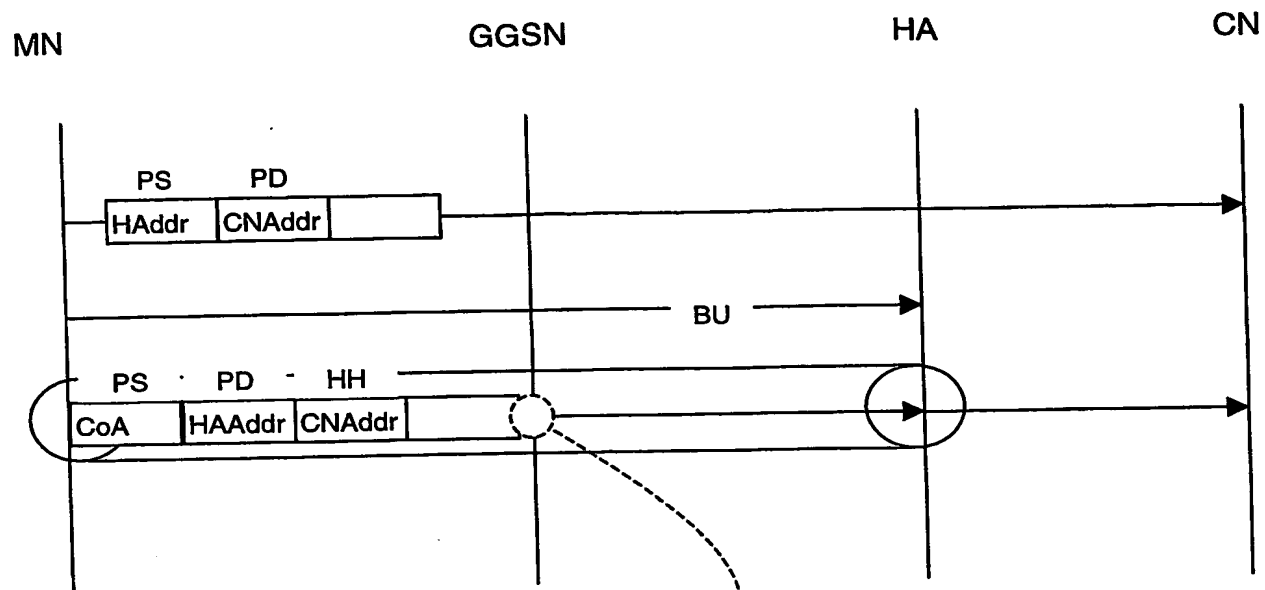 MN GGSN HA CN
PS PD
HAddr CNAddr
BU
PS PD HH
CoA HAAddr CNAddr